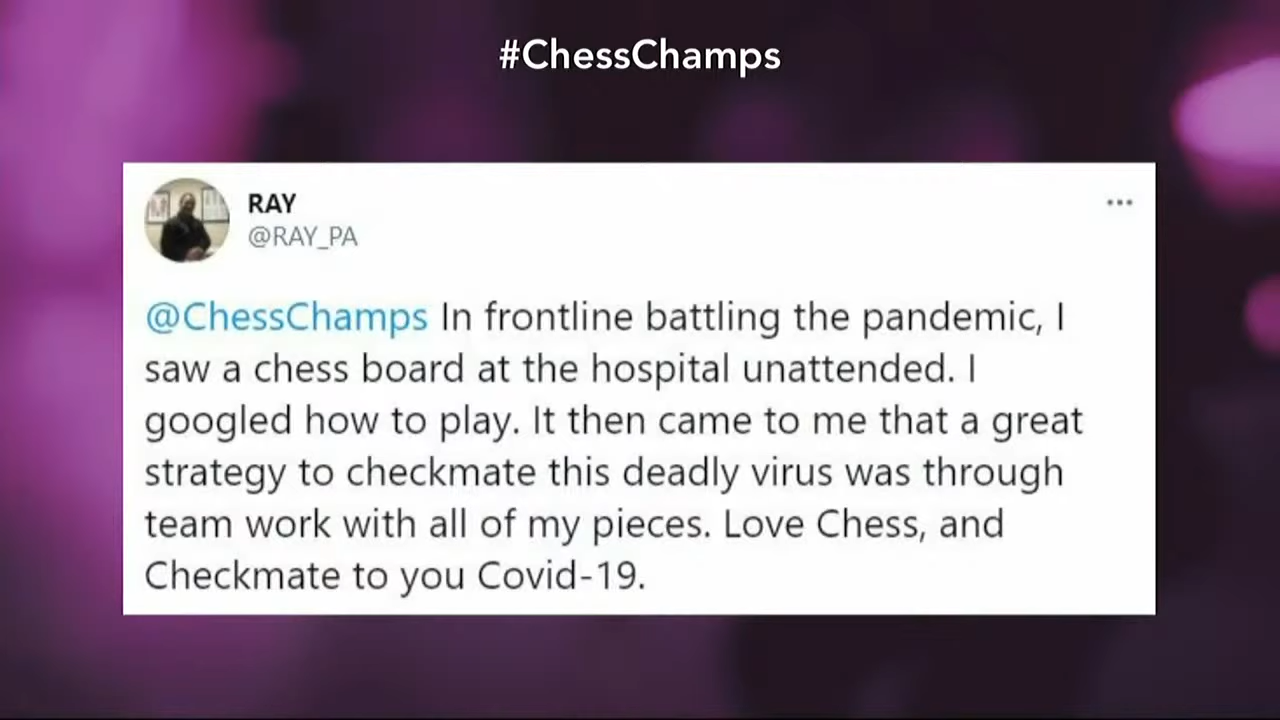 #ChessChamps
RAY
@RAY_PA
@ChessChamps In frontline battling the pandemic, I
saw a chess board at the hospital unattended. I
googled how to play. It then came to me that a great
strategy to checkmate this deadly virus was through
team work with all of my pieces. Love Chess, and
Checkmate to you Covid-19.